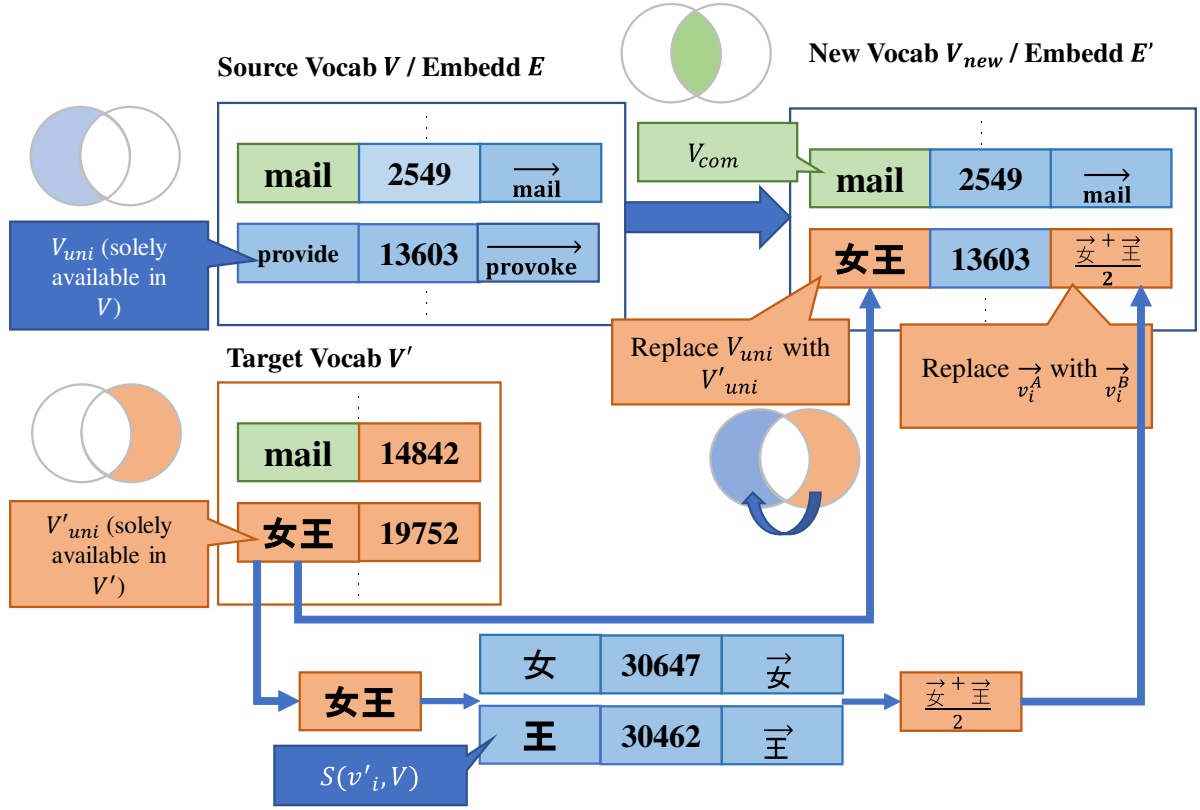 Source Vocab V / Embedd E
New Vocab V_new / Embedd E'
mail 2549 mail
provide 13603 provoke
V_uni (solely
available in
V)
V_com
mail 2549 mail
女王 13603 女 + 王
2
Replace V_uni with
V'_uni
Replace v_i^A with v_i^B
Target Vocab V'
mail 14842
女王 19752
V'_uni (solely
available in
V')
女王
女 30647 女
王 30462 王
S(v'_i, V)
女 + 王
2